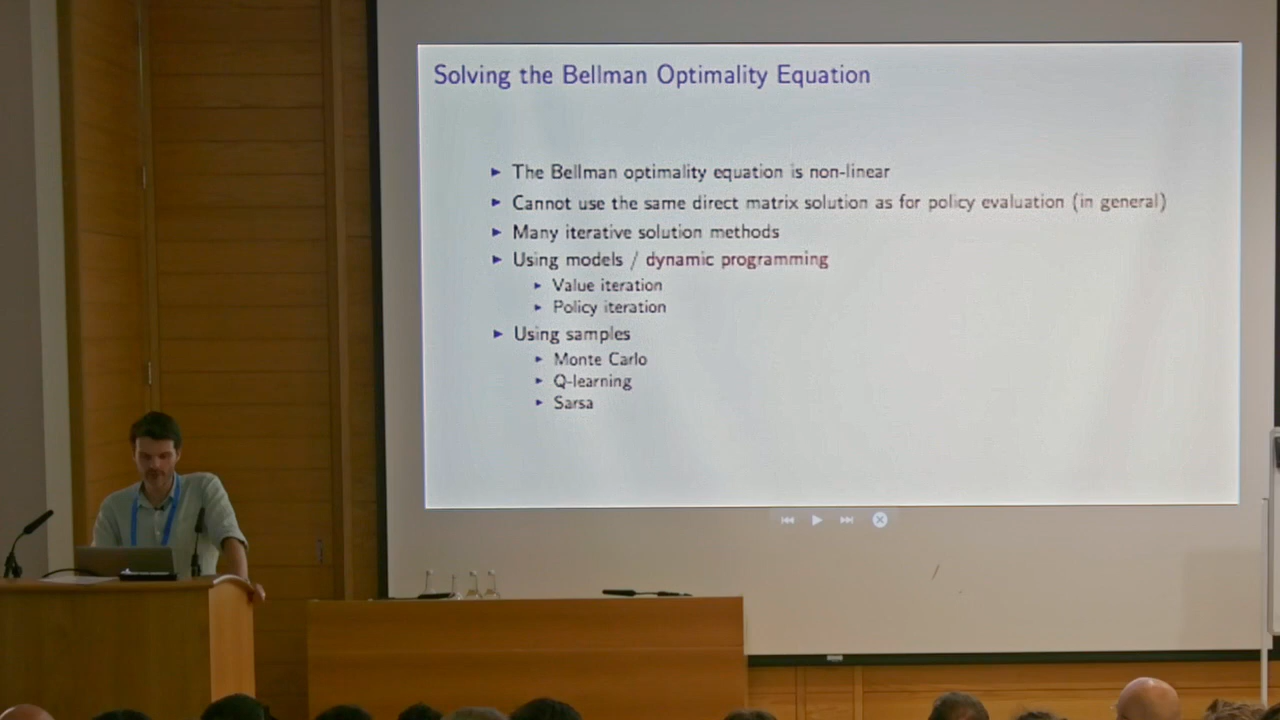 Solving the Bellman Optimality Equation
The Bellman optimality equation is non-linear
Cannot use the same direct matrix solution as for policy evaluation (in general)
Many iterative solution methods
Using models / dynamic programming
Value iteration
Policy iteration
Using samples
Monte Carlo
Q-learning
Sarsa